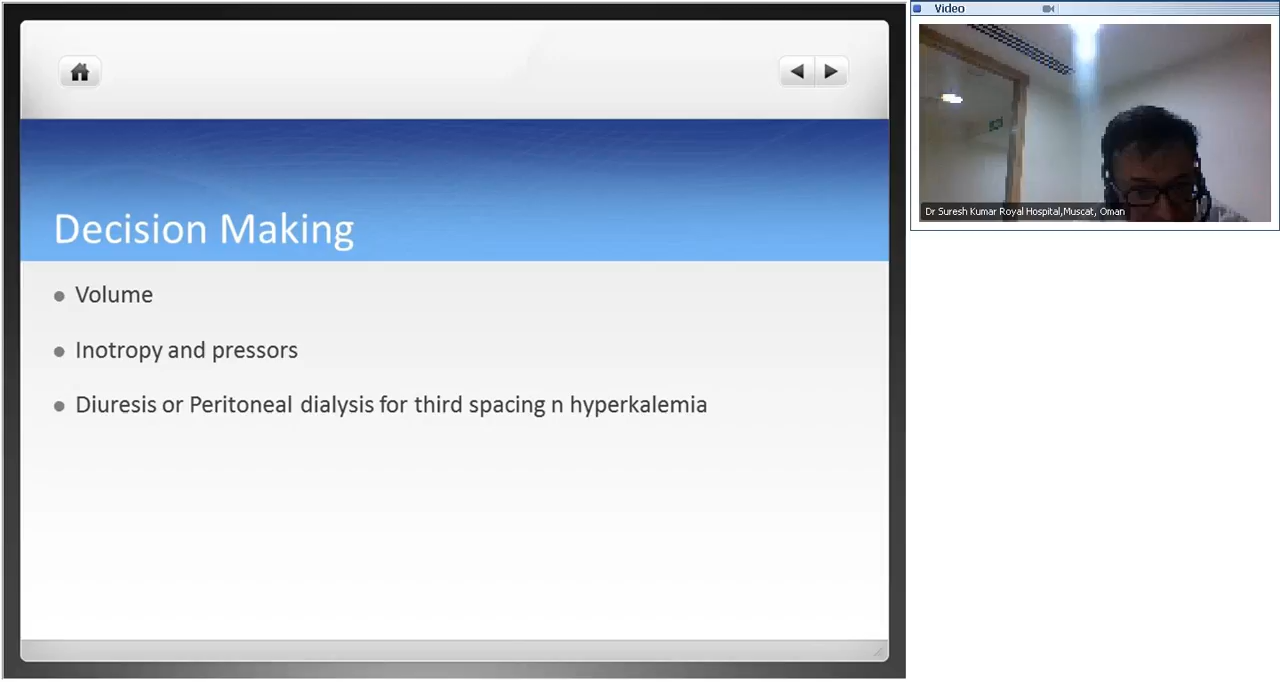 Video
Decision Making
Volume
Inotropy and pressors
Diuresis or Peritoneal dialysis for third spacing n hyperkalemia
Dr Suresh Kumar Royal Hospital,Muscat, Oman